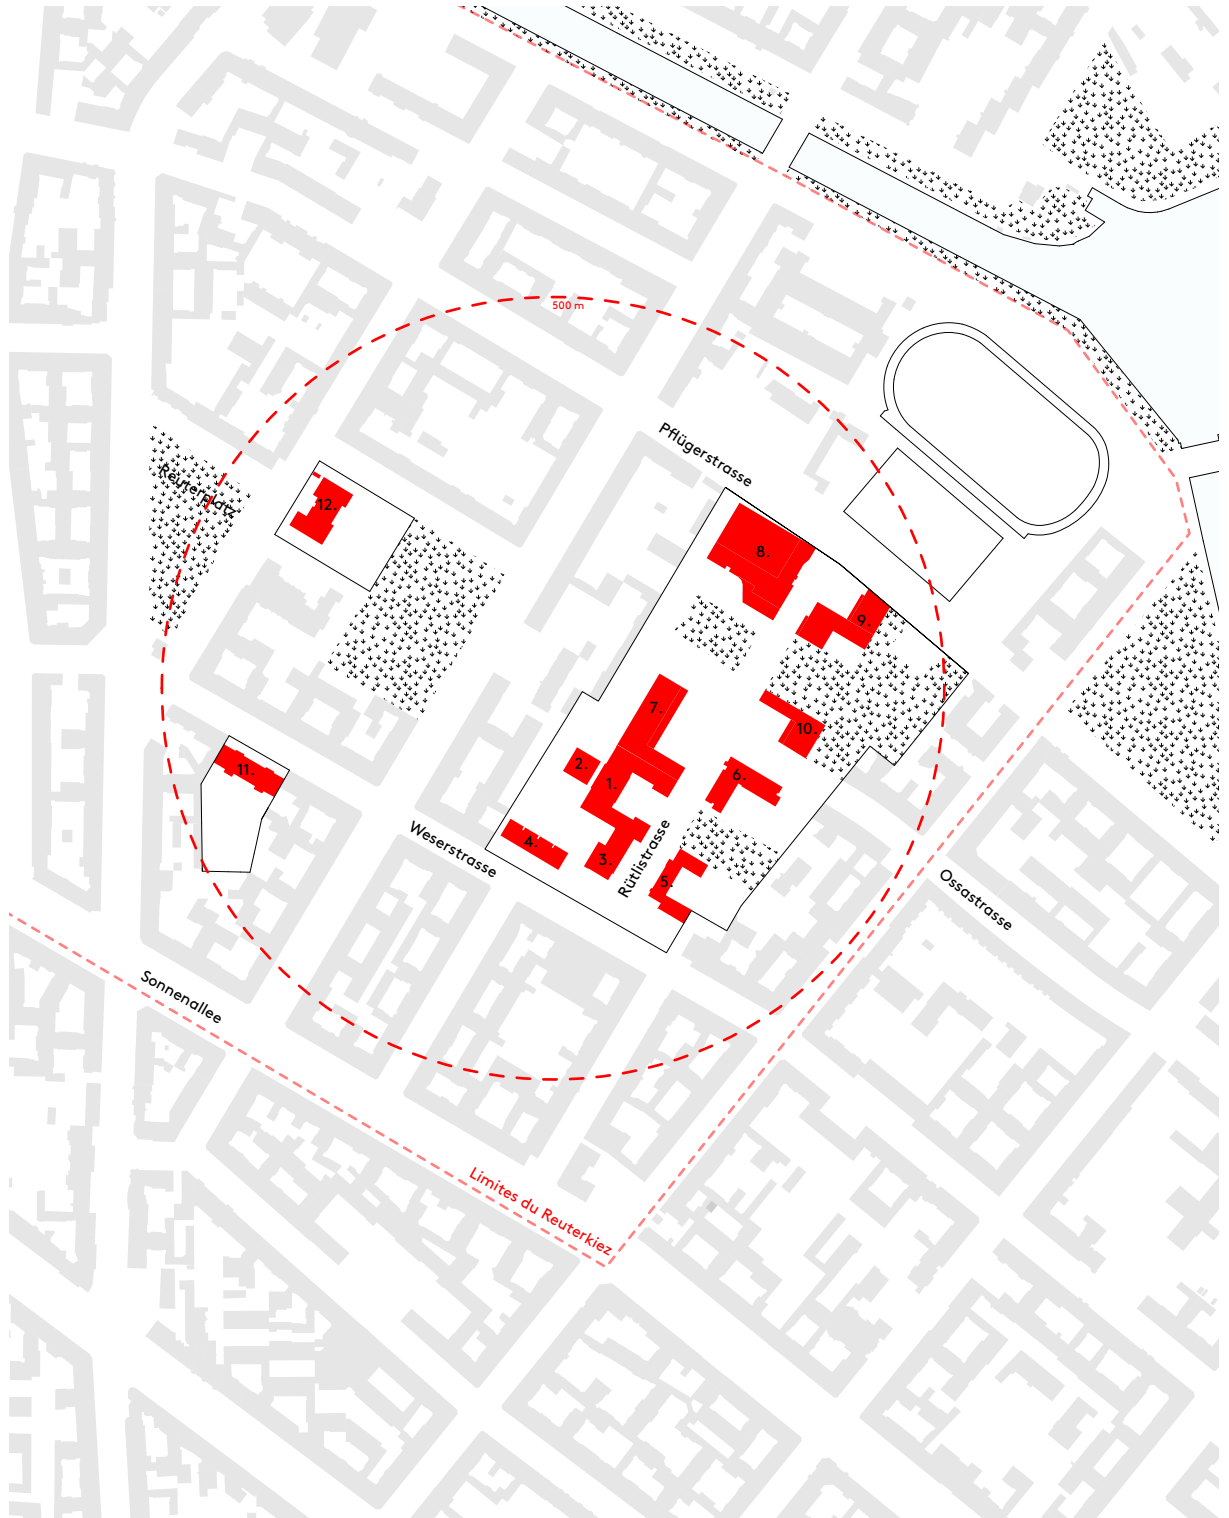 500 m
Pflügerstrasse
Reuterplatz
12.
8.
9.
7.
10.
2.
11.
6.
1.
4.
3.
Weserstrasse
Rütlistrasse
5.
Ossastrasse
Sonnenallee
Limites du Reuterkiez